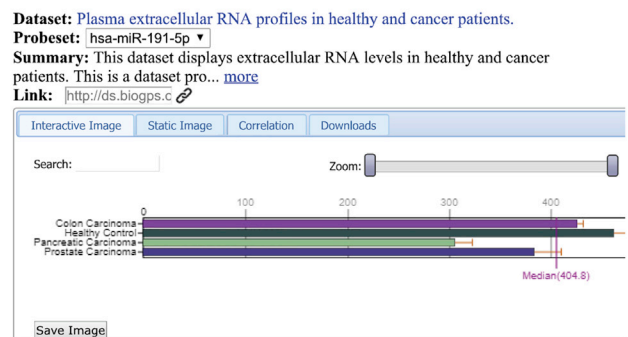 Dataset: Plasma extracellular RNA profiles in healthy and cancer patients.
Probeset: hsa-miR-191-5p ▼
Summary: This dataset displays extracellular RNA levels in healthy and cancer
patients. This is a dataset pro... more
Link: http://ds.biogps.c
Interactive Image Static Image Correlation Downloads
Search: Zoom:
0 100 200 300 400
Colon Carcinoma
Healthy Control
Pancreatic Carcinoma
Prostate Carcinoma
Median(404.8)
Save Image